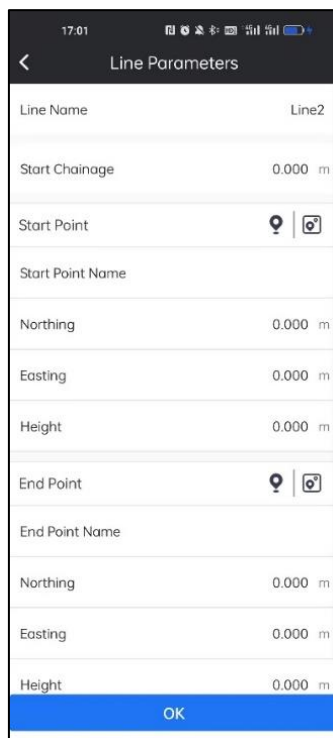 17:01
Line Parameters
Line Name Line2
Start Chainage 0.000 m
Start Point
Start Point Name
Northing 0.000 m
Easting 0.000 m
Height 0.000 m
End Point
End Point Name
Northing 0.000 m
Easting 0.000 m
Height 0.000 m
OK